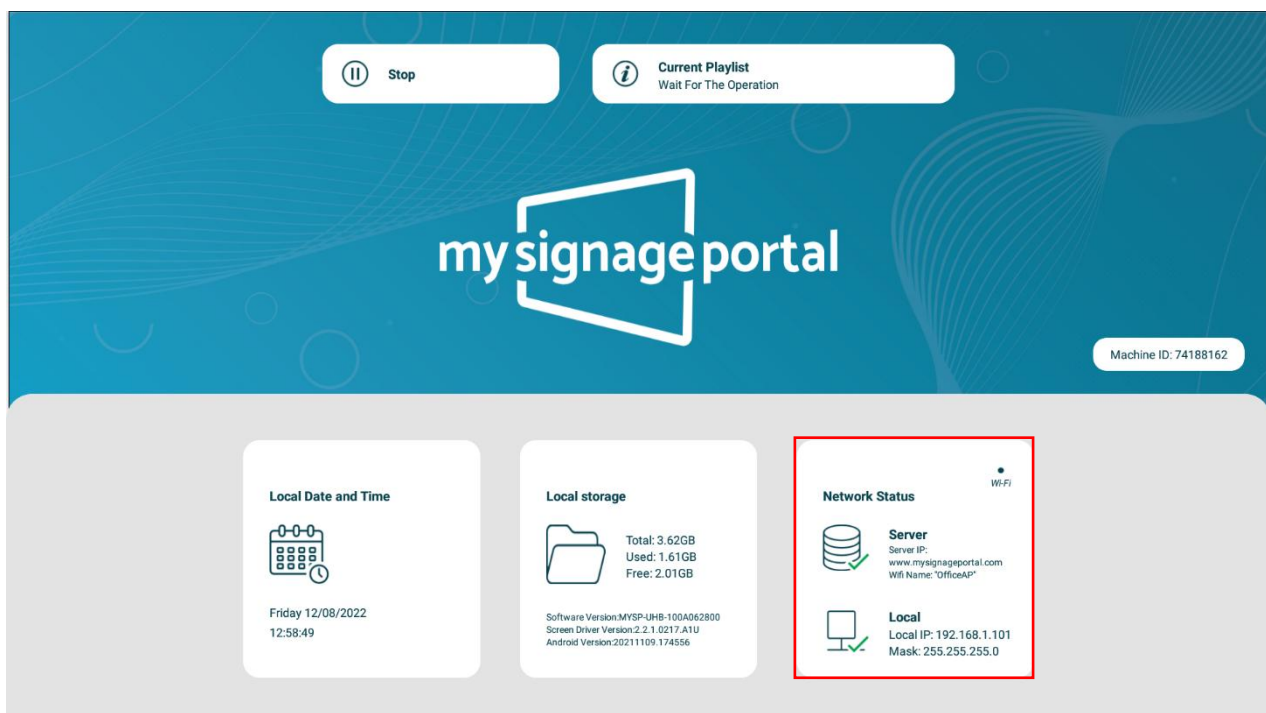 Stop
Current Playlist
Wait For The Operation
my signage portal
Machine ID: 74188162
Local Date and Time
Friday 12/08/2022
12:58:49
Local storage
Total: 3.62GB
Used: 1.61GB
Free: 2.01GB
Software Version:MYSP-UHB-100A062800
Screen Driver Version:2.2.1.0217.A1U
Android Version:20211109.174556
Wi-Fi
Network Status
Server
Server IP:
www.mysignageportal.com
Wifi Name: "OfficeAP"
Local
Local IP: 192.168.1.101
Mask: 255.255.255.0